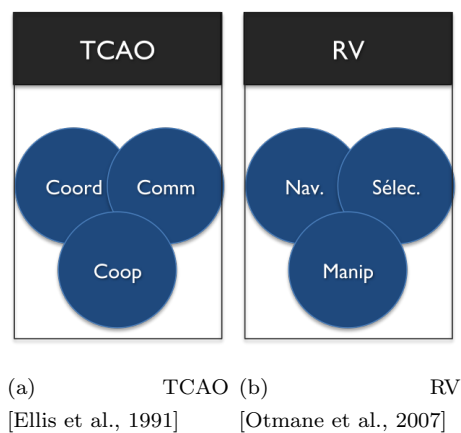 TCAO RV
Coord Comm Nav. Sélec.
Coop Manip
(a) TCAO (b) RV
[Ellis et al., 1991] [Otmane et al., 2007]